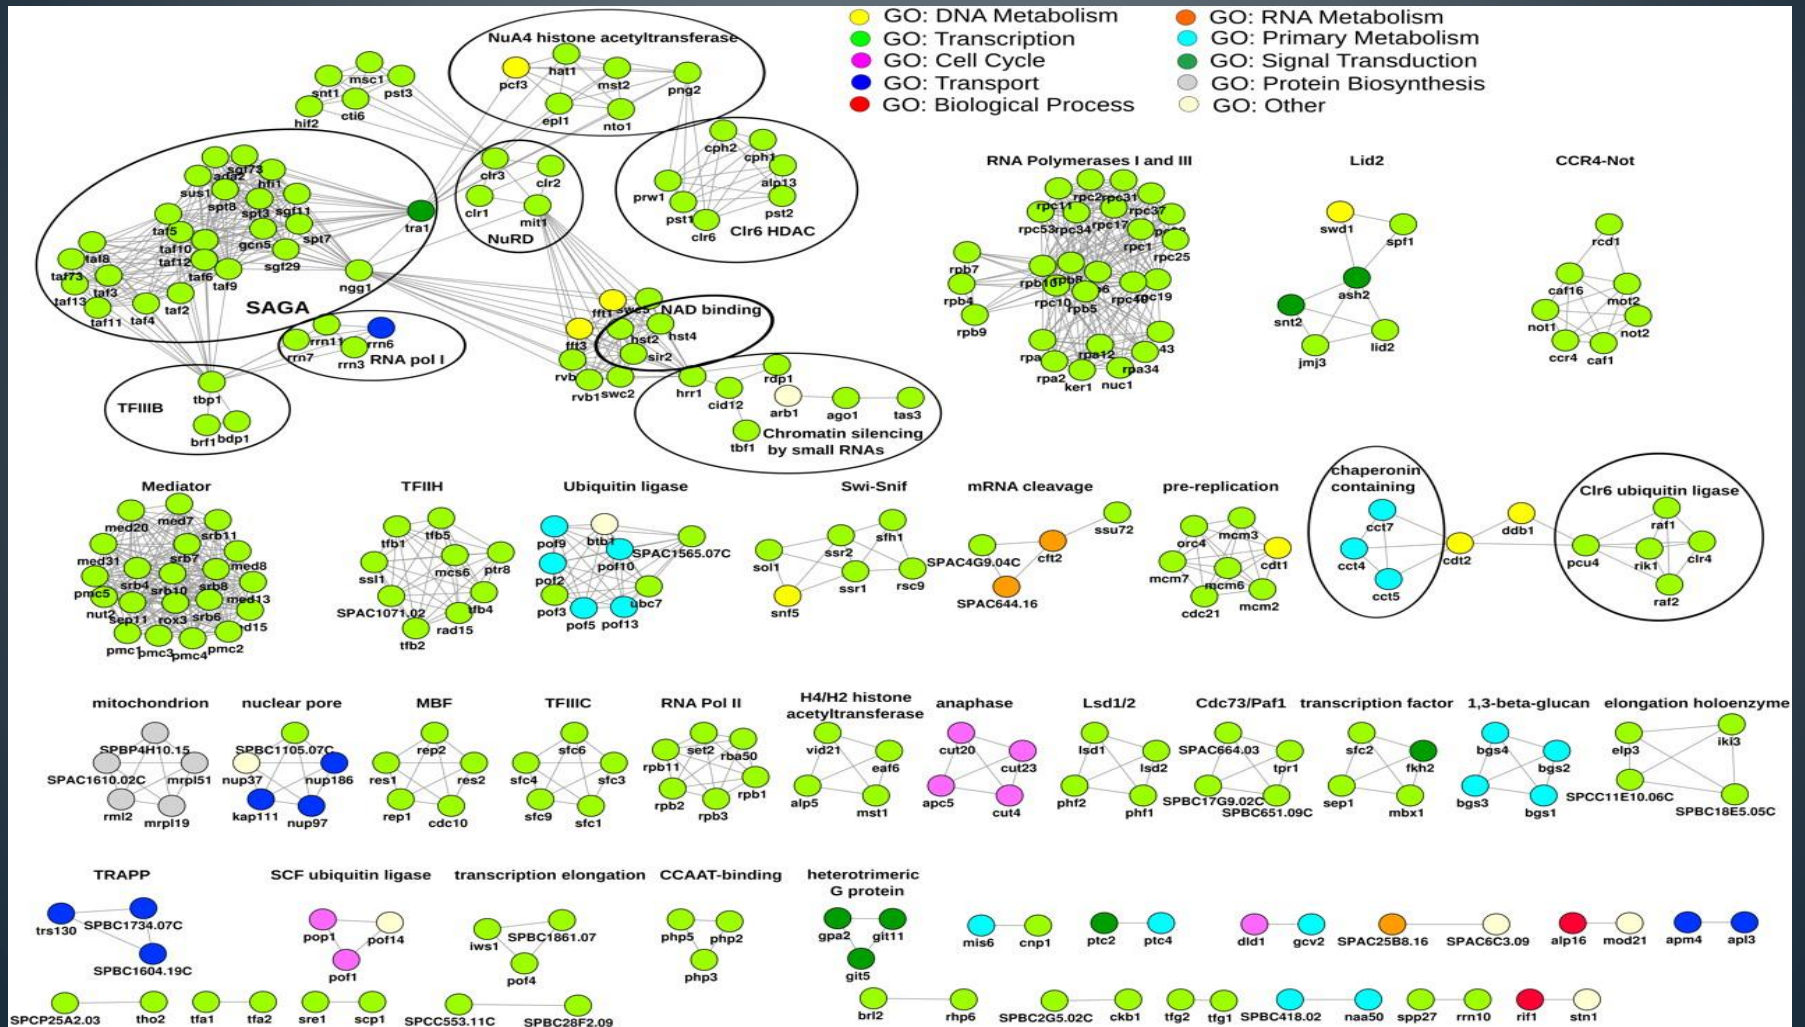 GO: DNA Metabolism
GO: RNA Metabolism
GO: Transcription
GO: Primary Metabolism
GO: Cell Cycle
GO: Signal Transduction
GO: Transport
GO: Protein Biosynthesis
GO: Biological Process
GO: Other
NuA4 histone acetyltransferase
hat1
pcf3
mst2
png2
epl1
nto1
msc1
snt1
pst3
cti6
hif2
cph2
cph1
alp13
prw1
pst1
pst2
clr6
Clr6 HDAC
clr3
clr2
clr1
mit1
NuRD
sgf73
ada2
hfi1
sus1
spt8
spt3
sgf11
taf5
gcn5
spt7
taf10
taf12
sgf29
taf8
taf73
taf6
taf9
taf3
taf13
taf11
taf4
taf2
tra1
ngg1
SAGA
rrn11
rrn6
rrn7
rrn3
RNA pol I
tbp1
TFIIIB
brf1
bdp1
fft1
swc5
NAD binding
fft3
hst2
hst4
sir2
rvb
rvb1
swc2
hrr1
rdp1
cid12
arb1
ago1
tas3
tbf1
Chromatin silencing
by small RNAs
RNA Polymerases I and III
rpc11
rpc2
rpc31
rpc37
rpc53
rpc34
rpc17
rpc1
rpc25
rpb7
rpb4
rpb9
rpb10
rpb8
rpc10
rpb5
rpc40
rpc19
rpa
rpa12
43
rpa2
rpa34
ker1
nuc1
Lid2
swd1
spf1
ash2
snt2
jmj3
lid2
CCR4-Not
rcd1
caf16
mot2
not1
not2
ccr4
caf1
Mediator
med20
med7
srb11
med31
srb7
med8
pmc5
srb4
srb10
srb8
med13
nut2
sep11
rox3
srb6
d15
pmc1
pmc3
pmc4
pmc2
TFIIH
tfb1
tfb5
ssl1
mcs6
ptr8
SPAC1071.02
tfb4
rad15
tfb2
Ubiquitin ligase
pof9
btb1
SPAC1565.07C
pof2
pof10
pof3
ubc7
pof5
pof13
Swi-Snif
sfh1
sol1
ssr2
ssr1
rsc9
snf5
mRNA cleavage
ssu72
SPAC4G9.04C
cft2
SPAC644.16
pre-replication
orc4
mcm3
cdt1
mcm7
mcm6
cdc21
mcm2
chaperonin
containing
cct7
cct4
cct5
cdt2
ddb1
Clr6 ubiquitin ligase
raf1
pcu4
rik1
clr4
raf2
mitochondrion
SPBP4H10.15
SPAC1610.02C
mrpl51
rml2
mrpl19
nuclear pore
SPBC1105.07C
nup37
nup186
kap111
nup97
MBF
rep2
res1
res2
rep1
cdc10
TFIIIC
sfc6
sfc4
sfc3
sfc9
sfc1
RNA Pol II
set2
rba50
rpb11
rpb1
rpb2
rpb3
H4/H2 histone
acetyltransferase
vid21
eaf6
alp5
mst1
anaphase
cut20
cut23
apc5
cut4
Lsd1/2
lsd1
lsd2
phf2
phf1
Cdc73/Paf1
SPAC664.03
tpr1
SPBC17G9.02C
SPBC651.09C
transcription factor
sfc2
fkh2
sep1
mbx1
1,3-beta-glucan
bgs4
bgs2
bgs3
bgs1
elongation holoenzyme
elp3
iki3
SPCC11E10.06C
SPBC18E5.05C
TRAPP
trs130
SPBC1734.07C
SPBC1604.19C
SCF ubiquitin ligase
pop1
pof14
pof1
transcription elongation
iws1
SPBC1861.07
pof4
CCAAT-binding
php5
php2
php3
heterotrimeric
G protein
gpa2
git11
git5
mis6
cnp1
ptc2
ptc4
dld1
gcv2
SPAC25B8.16
SPAC6C3.09
alp16
mod21
apm4
apl3
SPCP25A2.03
tho2
tfa1
tfa2
sre1
scp1
SPCC553.11C
SPBC28F2.09
brl2
rhp6
SPBC2G5.02C
ckb1
tfg2
tfg1
SPBC418.02
naa50
spp27
rrn10
rif1
stn1